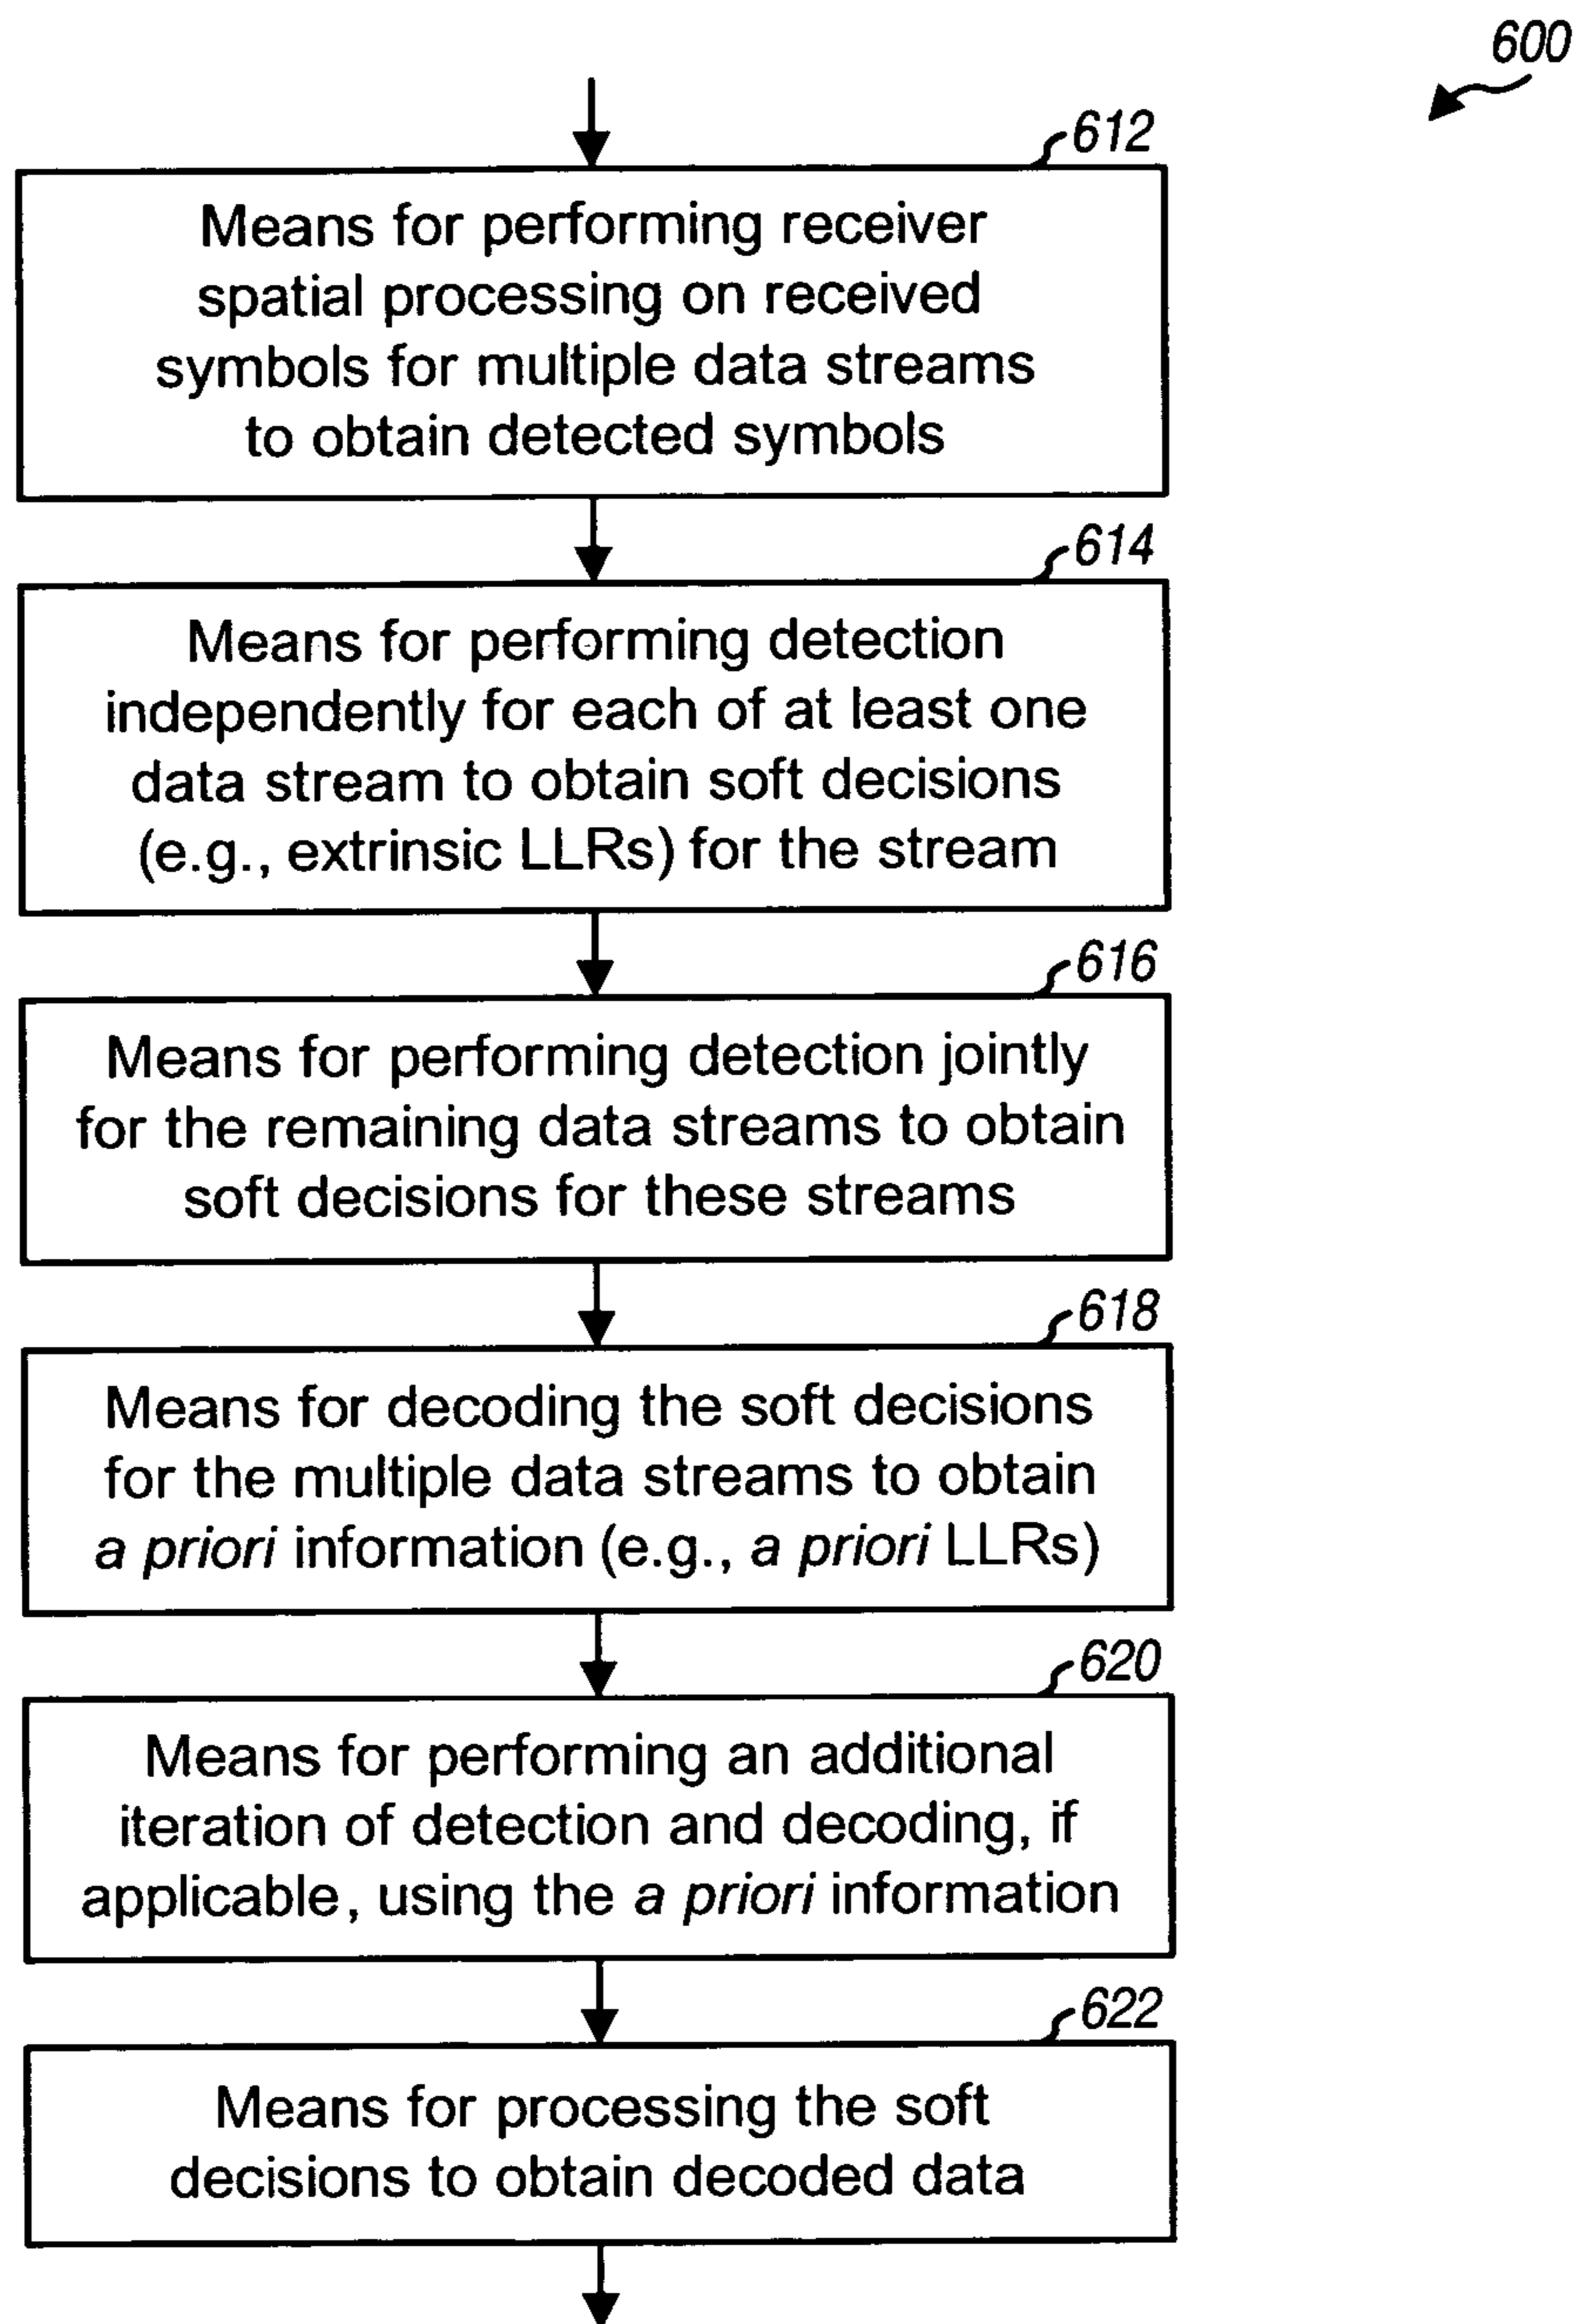 600
612
Means for performing receiver
spatial processing on received
symbols for multiple data streams
to obtain detected symbols
614
Means for performing detection
independently for each of at least one
data stream to obtain soft decisions
(e.g., extrinsic LLRs) for the stream
616
Means for performing detection jointly
for the remaining data streams to obtain
soft decisions for these streams
618
Means for decoding the soft decisions
for the multiple data streams to obtain
a priori information (e.g., a priori LLRs)
620
Means for performing an additional
iteration of detection and decoding, if
applicable, using the a priori information
622
Means for processing the soft
decisions to obtain decoded data